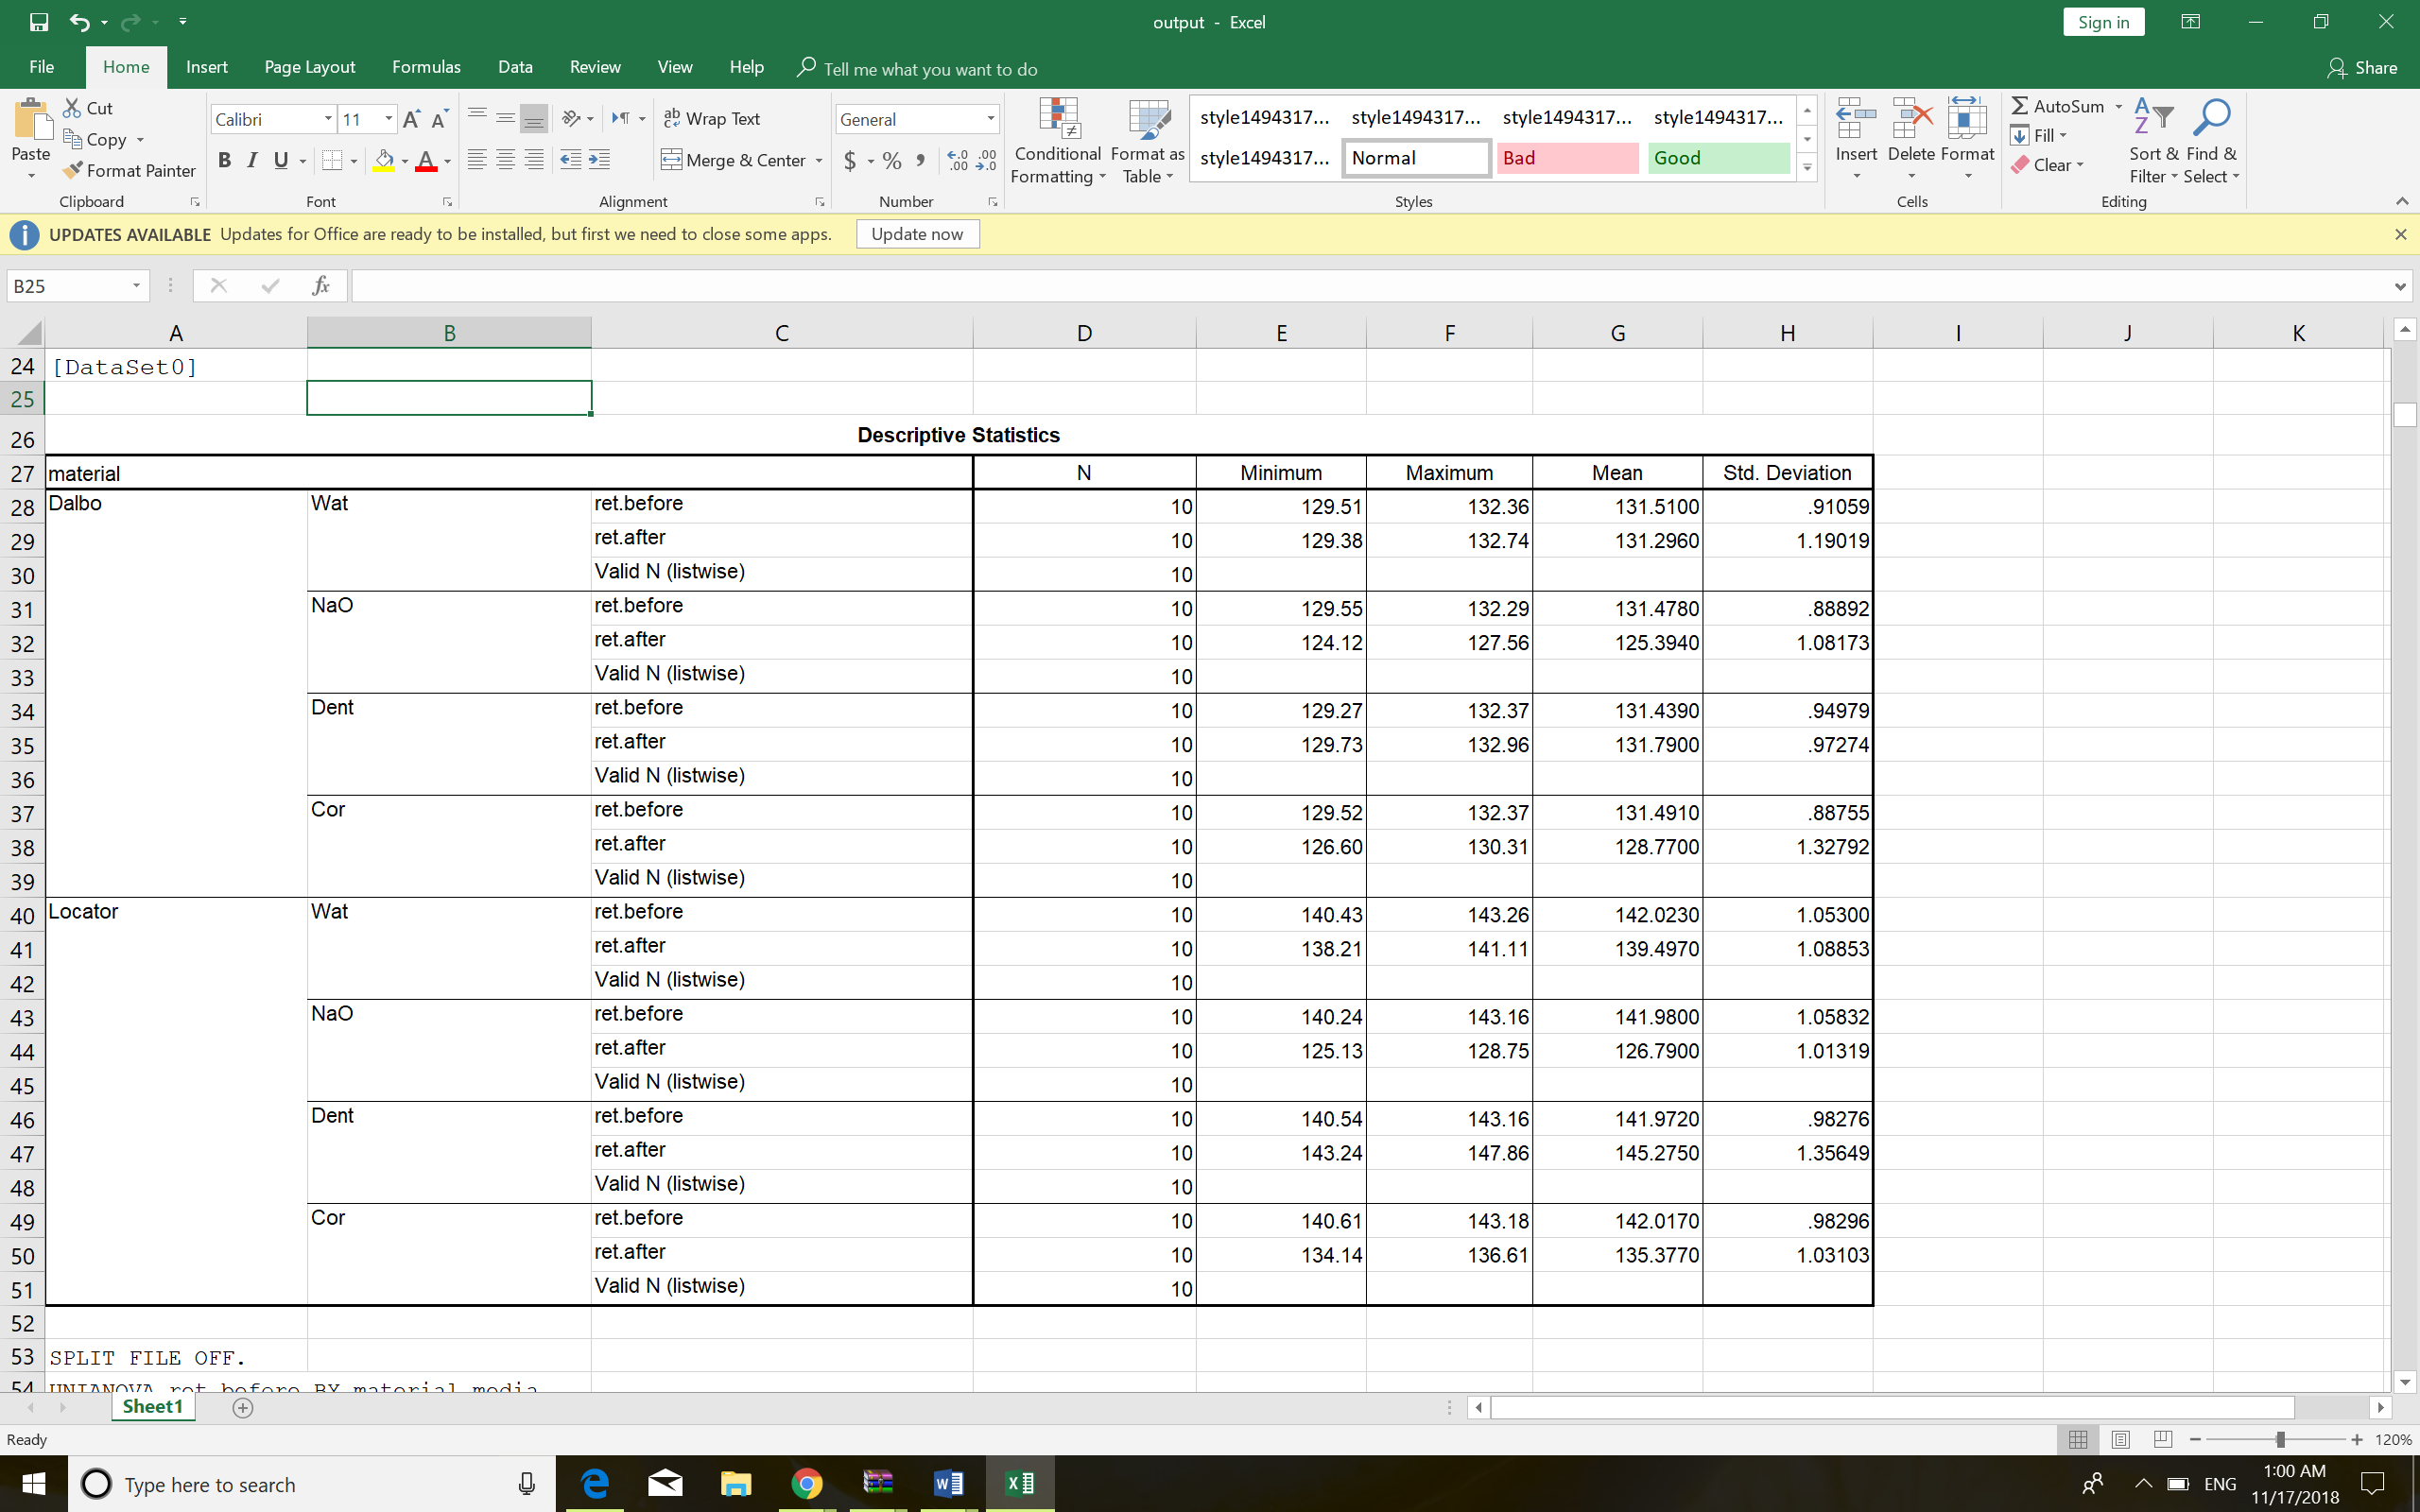 output - Excel
Sign in
File Home Insert Page Layout Formulas Data Review View Help Tell me what you want to do Share
Paste Cut Copy Format Painter Clipboard
Calibri 11 B I U Font
Wrap Text Merge & Center Alignment
General $ % Number
Conditional Formatting Format as Table
style1494317... style1494317... style1494317... style1494317...
style1494317... Normal Bad Good
Styles
Insert Delete Format Cells
AutoSum Fill Clear Sort & Filter Find & Select Editing
UPDATES AVAILABLE Updates for Office are ready to be installed, but first we need to close some apps. Update now
B25 fx
A B C D E F G H I J K
24 [DataSet0]
25
26 Descriptive Statistics
27 material N Minimum Maximum Mean Std. Deviation
28 Dalbo Wat ret.before 10 129.51 132.36 131.5100 .91059
29 ret.after 10 129.38 132.74 131.2960 1.19019
30 Valid N (listwise) 10
31 NaO ret.before 10 129.55 132.29 131.4780 .88892
32 ret.after 10 124.12 127.56 125.3940 1.08173
33 Valid N (listwise) 10
34 Dent ret.before 10 129.27 132.37 131.4390 .94979
35 ret.after 10 129.73 132.96 131.7900 .97274
36 Valid N (listwise) 10
37 Cor ret.before 10 129.52 132.37 131.4910 .88755
38 ret.after 10 126.60 130.31 128.7700 1.32792
39 Valid N (listwise) 10
40 Locator Wat ret.before 10 140.43 143.26 142.0230 1.05300
41 ret.after 10 138.21 141.11 139.4970 1.08853
42 Valid N (listwise) 10
43 NaO ret.before 10 140.24 143.16 141.9800 1.05832
44 ret.after 10 125.13 128.75 126.7900 1.01319
45 Valid N (listwise) 10
46 Dent ret.before 10 140.54 143.16 141.9720 .98276
47 ret.after 10 143.24 147.86 145.2750 1.35649
48 Valid N (listwise) 10
49 Cor ret.before 10 140.61 143.18 142.0170 .98296
50 ret.after 10 134.14 136.61 135.3770 1.03103
51 Valid N (listwise) 10
52
53 SPLIT FILE OFF.
54 UNIANOVA ret.before BY material media
Sheet1
Ready 120%
Type here to search ENG 1:00 AM
11/17/2018